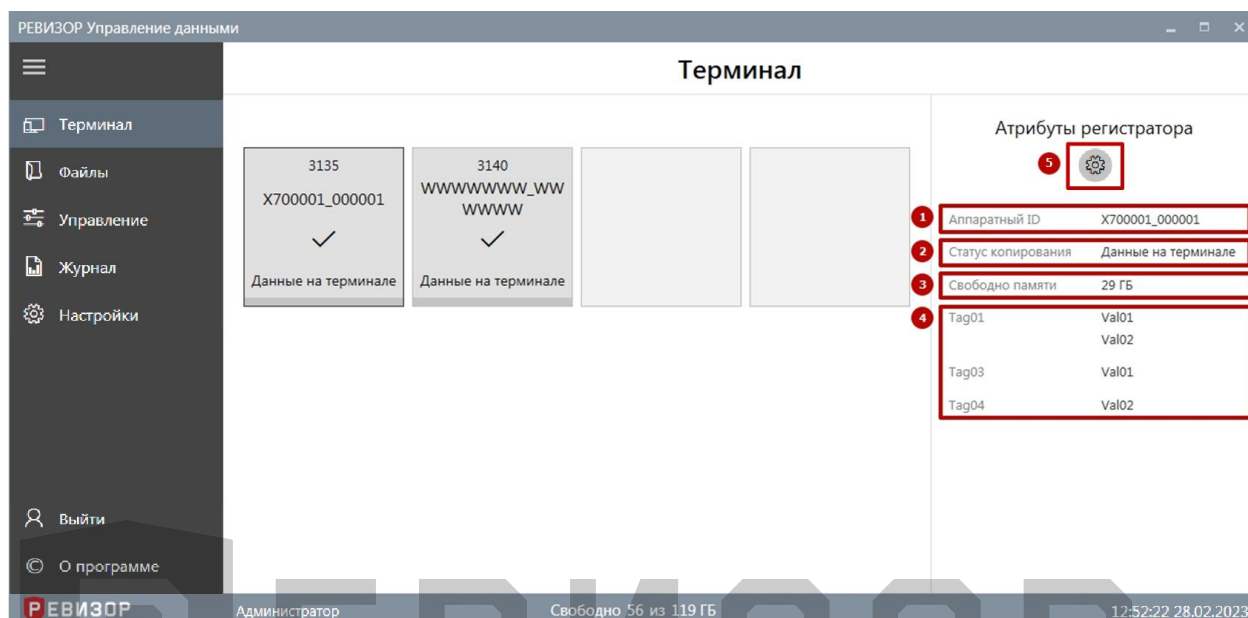 РЕВИЗОР Управление данными
Терминал
Терминал
Файлы
Управление
Журнал
Настройки
Выйти
О программе
3135
X700001_000001
Данные на терминале
3140
WWWWWWW_WW
WWWWW
Данные на терминале
Атрибуты регистратора
5
1 Аппаратный ID X700001_000001
2 Статус копирования Данные на терминале
3 Свободно памяти 29 ГБ
4 Tag01 Val01
Val02
Tag03 Val01
Tag04 Val02
РЕВИЗОР Администратор Свободно 56 из 119 ГБ 12:52:22 28.02.2023
РЕВИЗОР